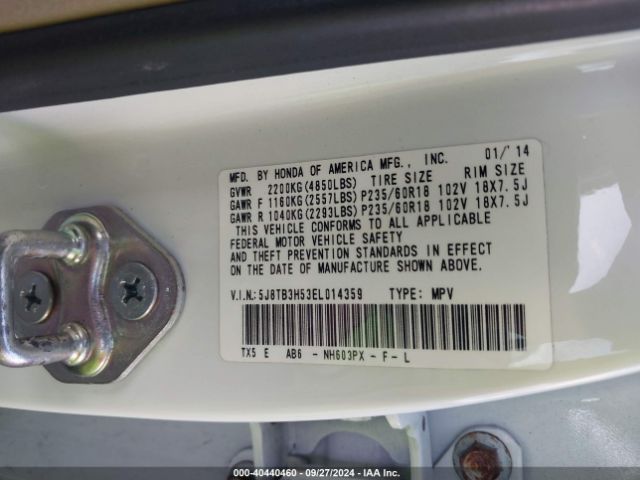 MFD. BY HONDA OF AMERICA MFG., INC. 01/'14
GVWR 2200KG(4850LBS) TIRE SIZE RIM SIZE
GAWR F 1160KG(2557LBS) P235/60R18 102V 18X7.5J
GAWR R 1040KG(2293LBS) P235/60R18 102V 18X7.5J
THIS VEHICLE CONFORMS TO ALL APPLICABLE
FEDERAL MOTOR VEHICLE SAFETY
AND THEFT PREVENTION STANDARDS IN EFFECT
ON THE DATE OF MANUFACTURE SHOWN ABOVE.
V.I.N.:5J8TB3H53EL014359 TYPE: MPV
TX5 E AB6 - NH603PX - F - L
000-40440460 - 09/27/2024 - IAA Inc.